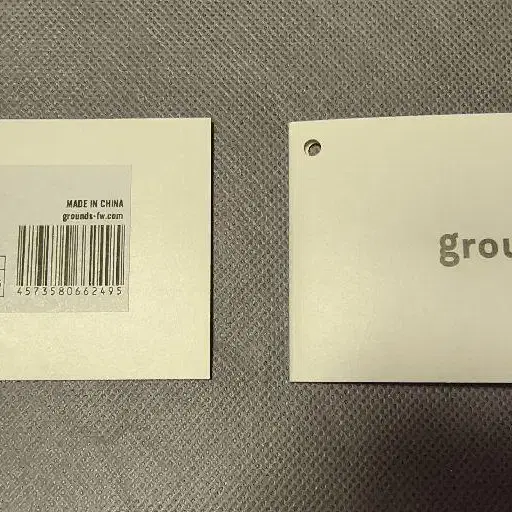 MADE IN CHINA
grounds-fw.com
4573580662495
grou